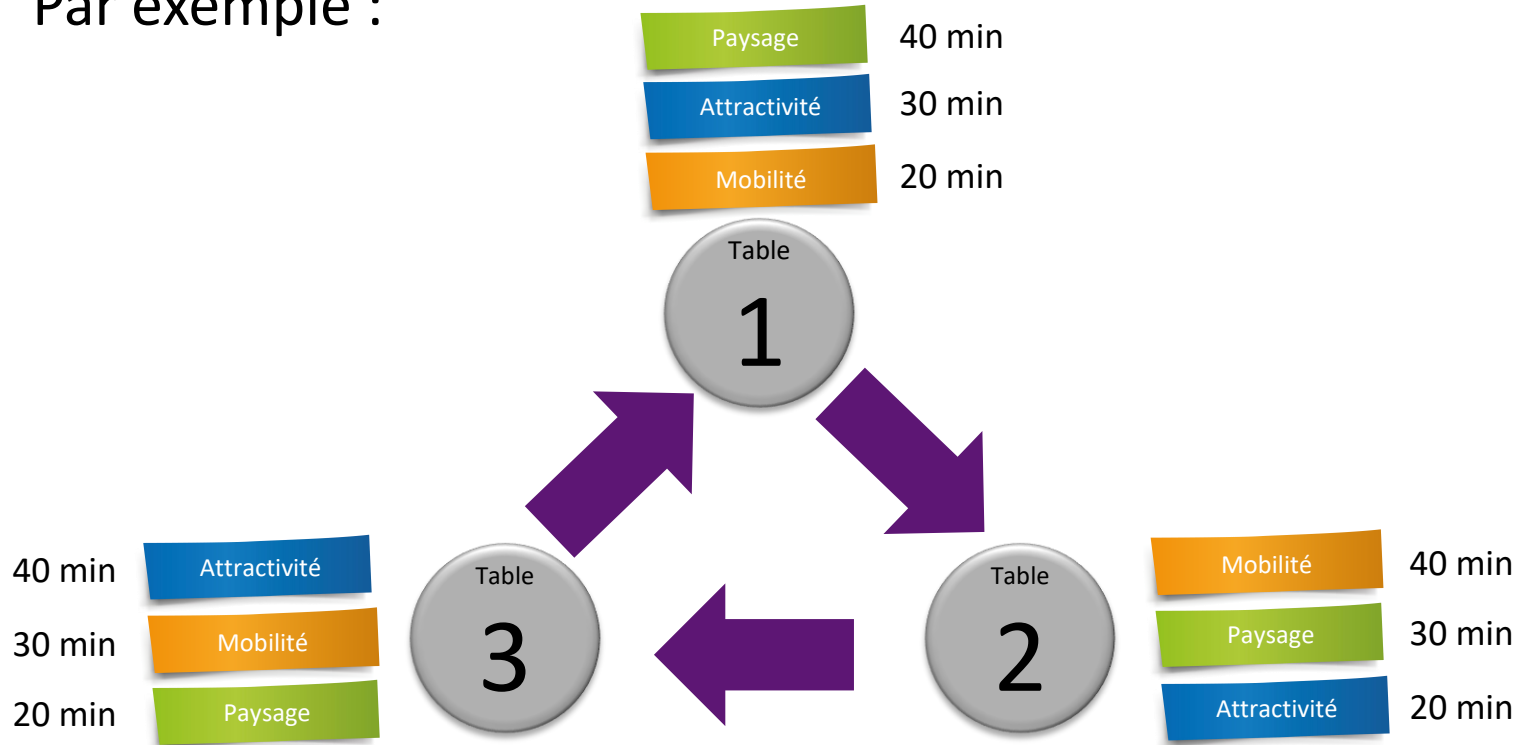 Par exemple :
Paysage 40 min
Attractivité 30 min
Mobilité 20 min
Table
1
40 min Attractivité
30 min Mobilité
20 min Paysage
Table
3
Table
2
Mobilité 40 min
Paysage 30 min
Attractivité 20 min